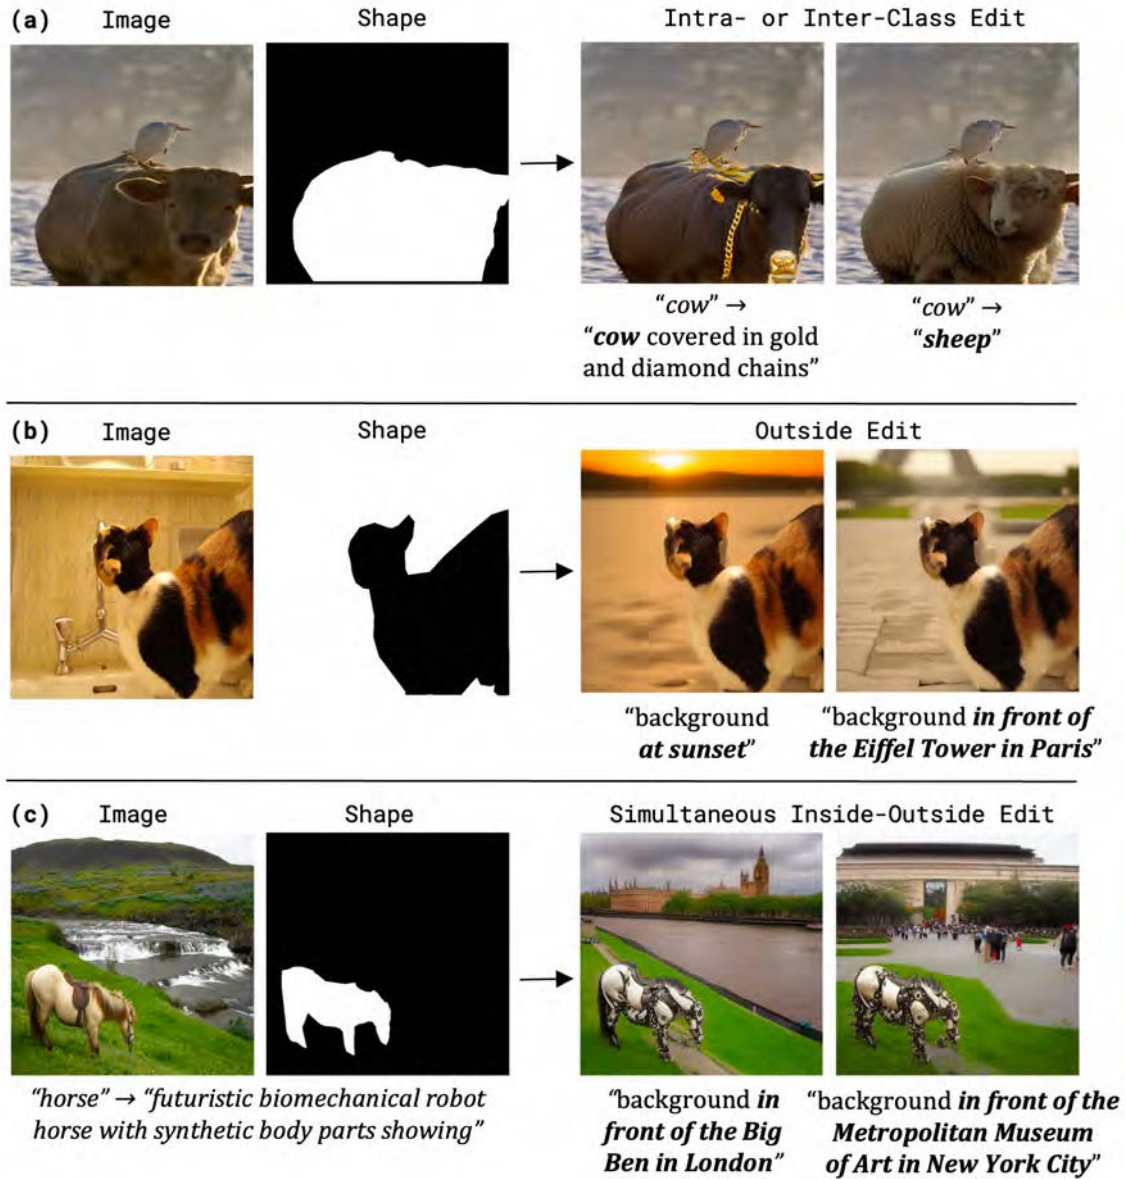 (a) Image Shape Intra- or Inter-Class Edit
“cow” → “cow” →
“cow covered in gold “sheep”
and diamond chains”
(b) Image Shape Outside Edit
“background “background in front of
at sunset” the Eiffel Tower in Paris”
(c) Image Shape Simultaneous Inside-Outside Edit
“horse” → “futuristic biomechanical robot
horse with synthetic body parts showing”
“background in
front of the Big
Ben in London”
“background in front of the
Metropolitan Museum
of Art in New York City”